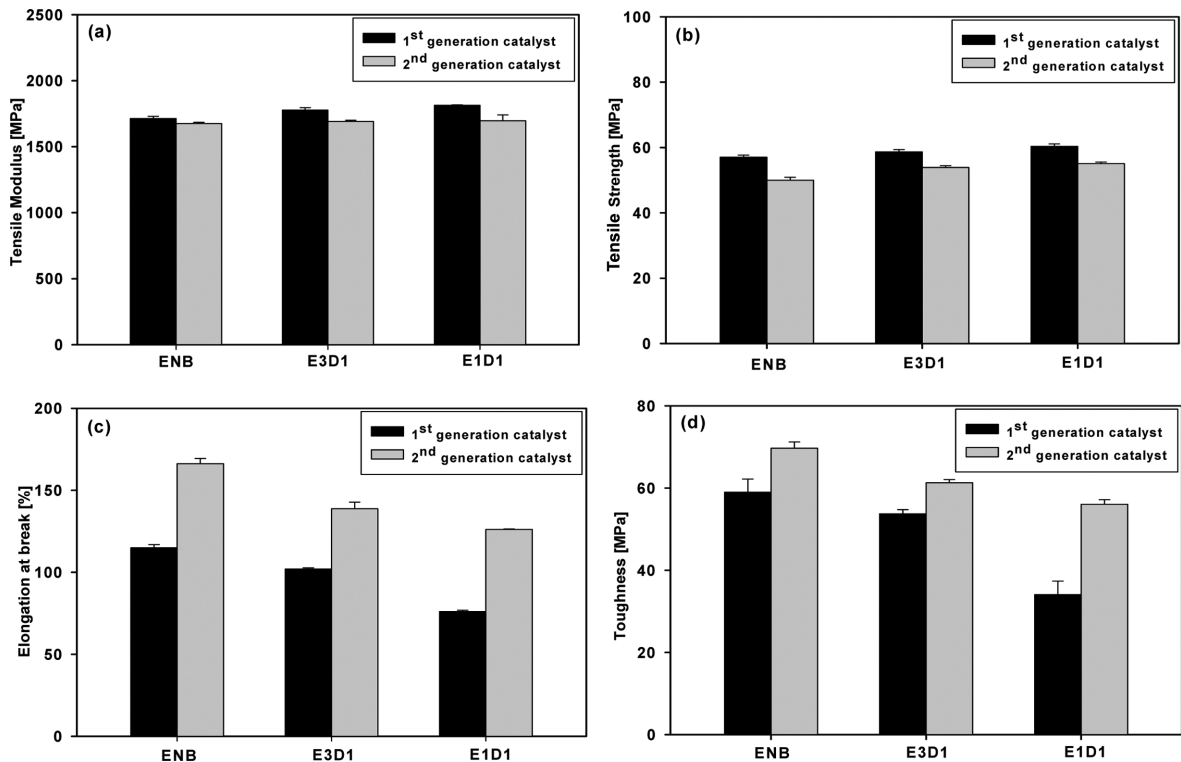 (a)
1st generation catalyst
2nd generation catalyst
Tensile Modulus [MPa]
2500
2000
1500
1000
500
0
ENB E3D1 E1D1
(b)
1st generation catalyst
2nd generation catalyst
Tensile Strength [MPa]
100
80
60
40
20
0
ENB E3D1 E1D1
(c)
1st generation catalyst
2nd generation catalyst
Elongation at break [%]
200
150
100
50
0
ENB E3D1 E1D1
(d)
1st generation catalyst
2nd generation catalyst
Toughness [MPa]
80
60
40
20
0
ENB E3D1 E1D1